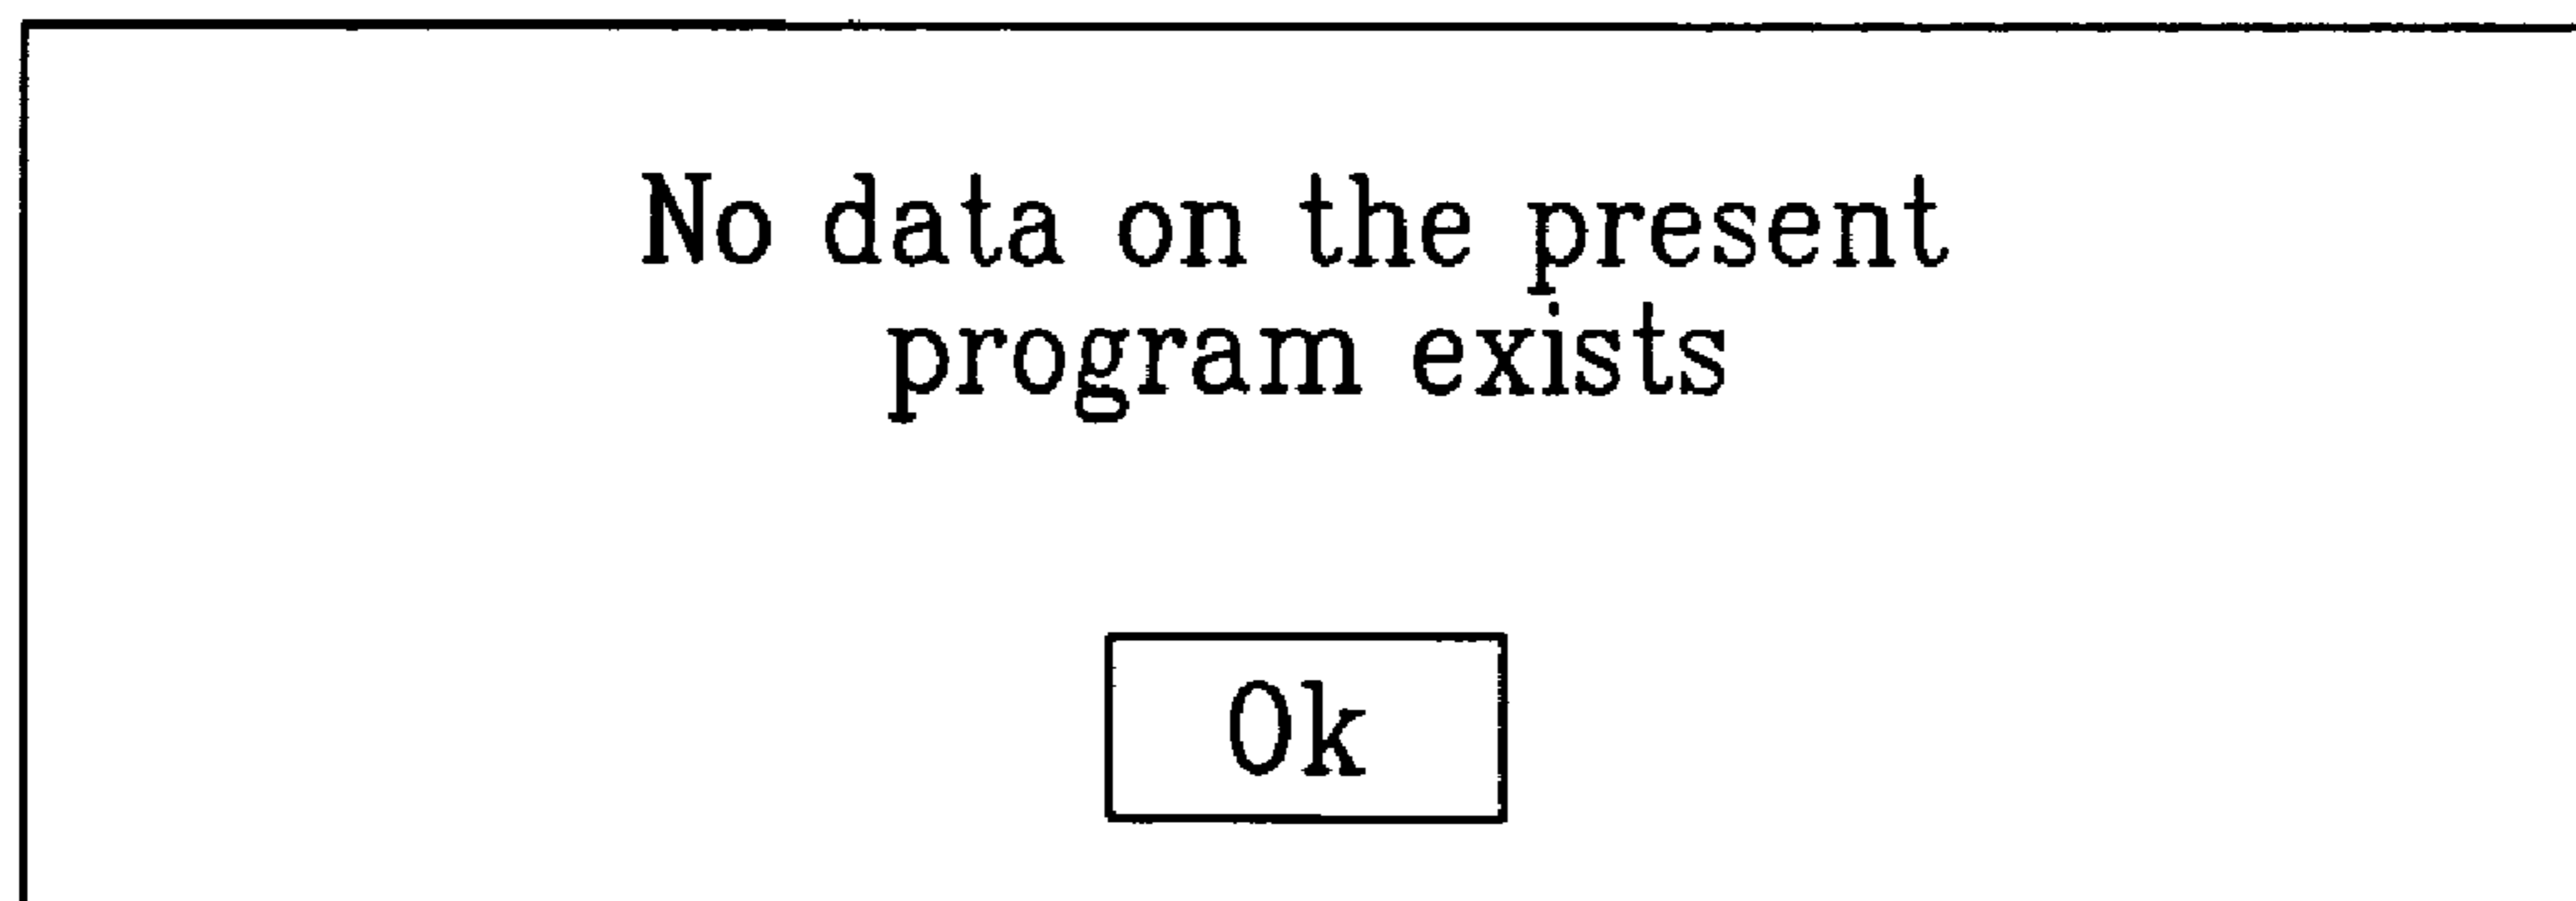 No data on the present
program exists
Ok